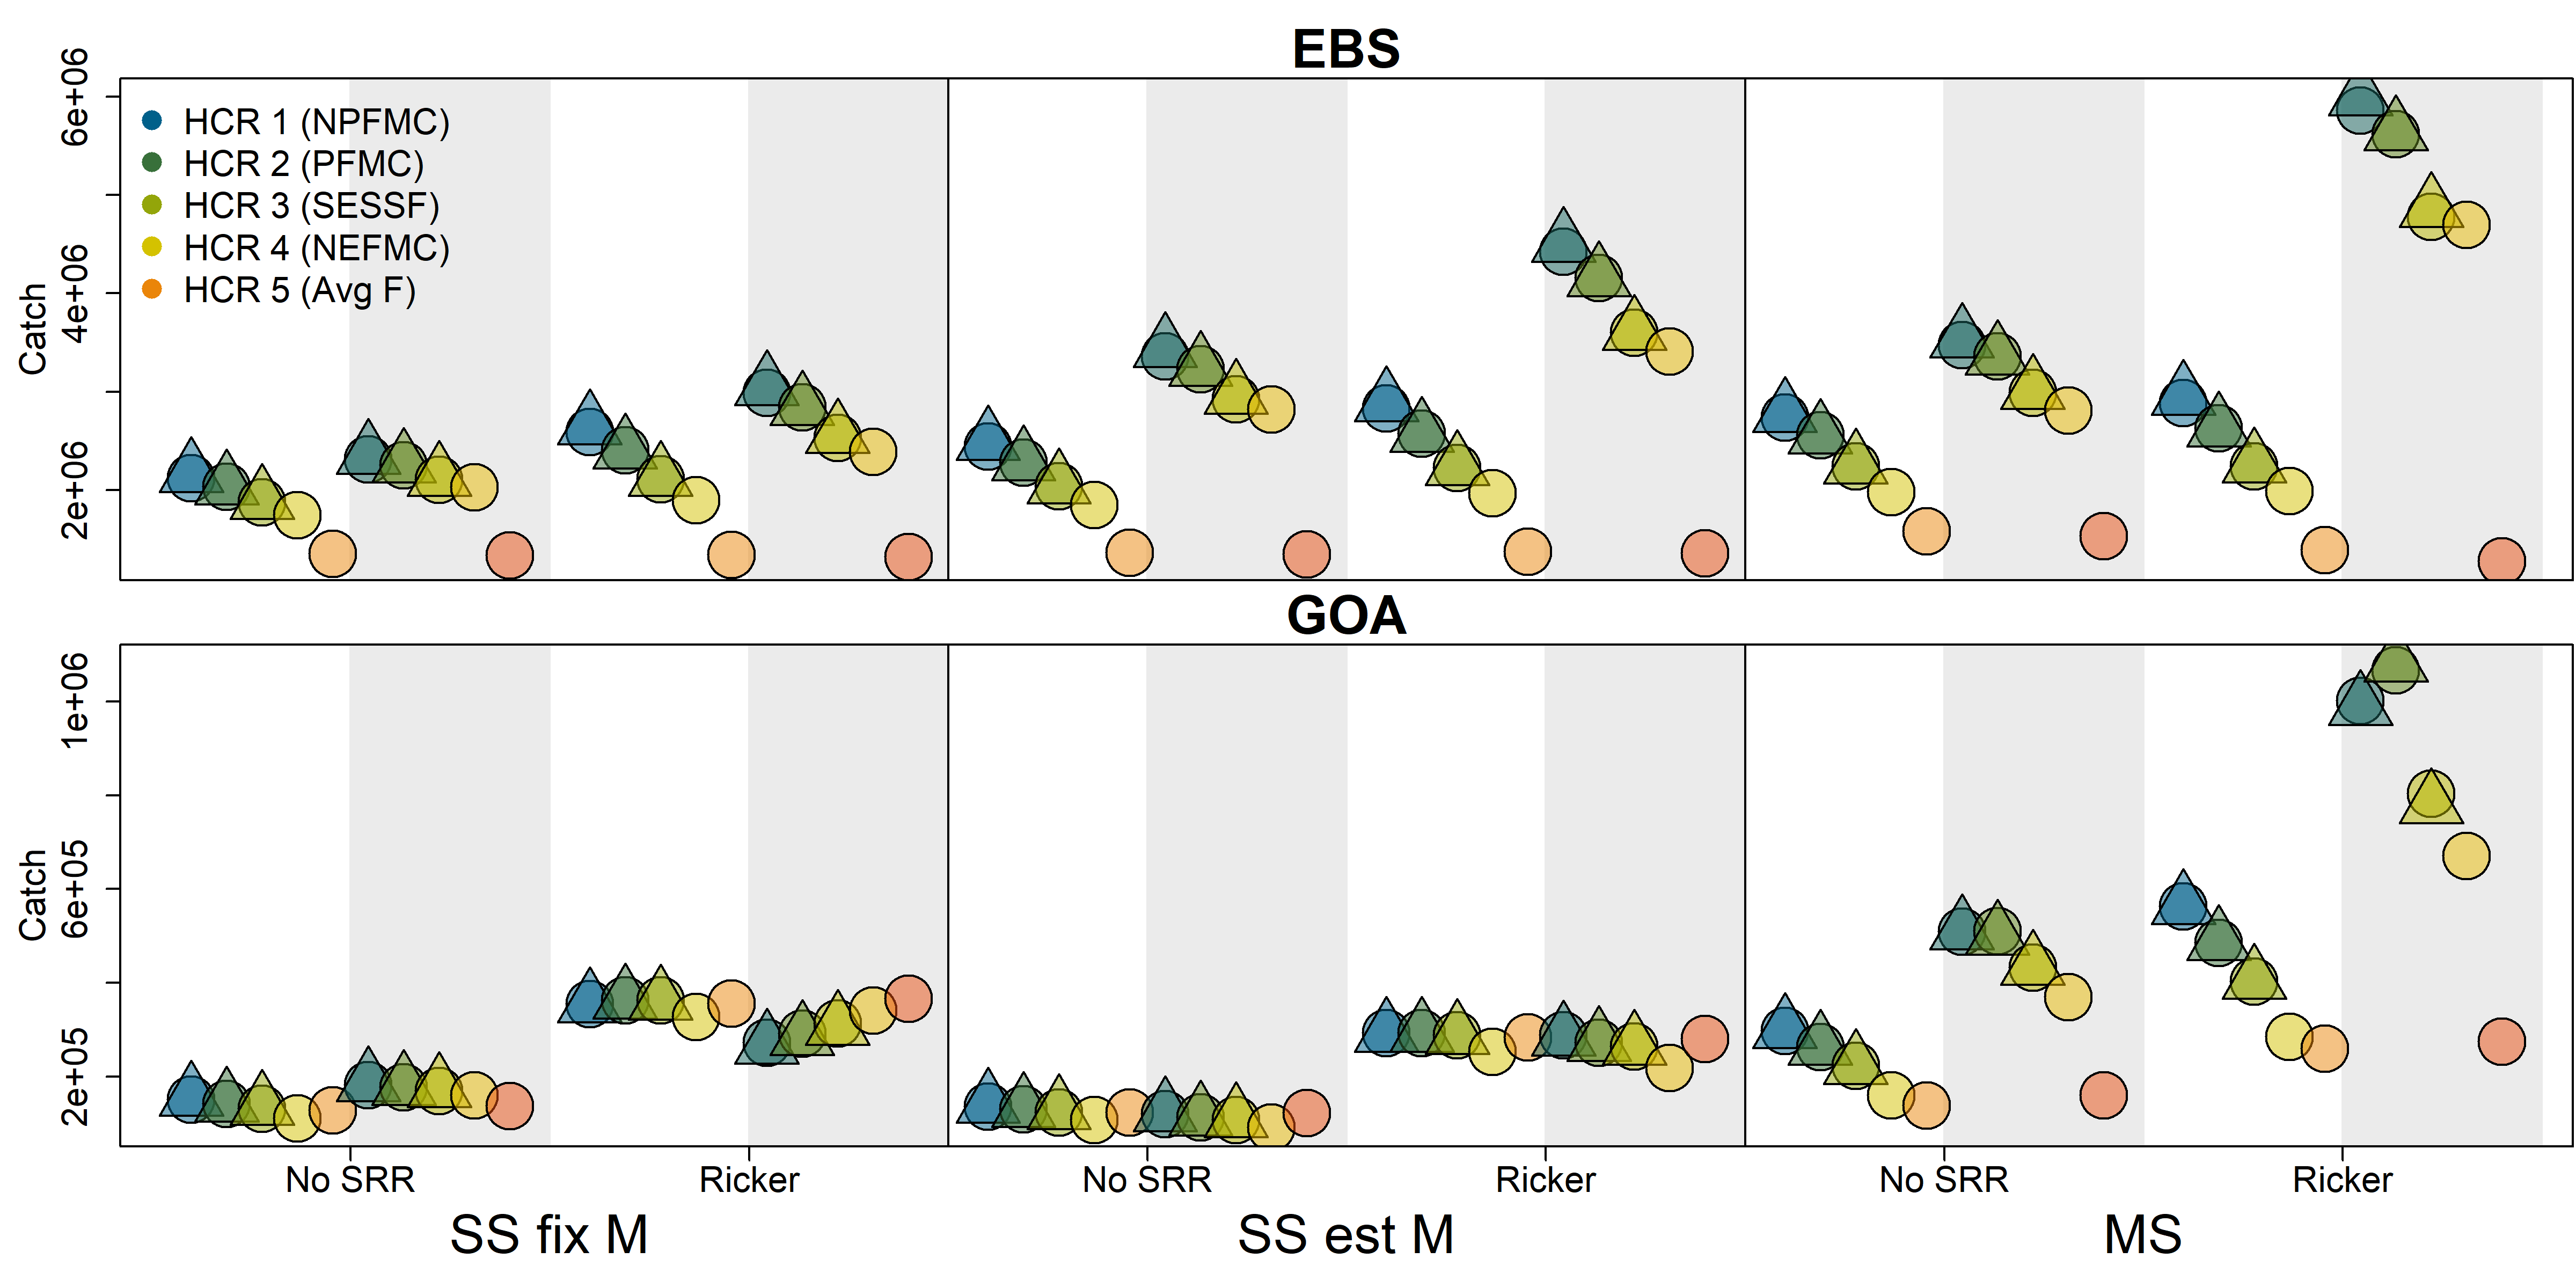 EBS
Catch
6e+06
4e+06
2e+06
HCR 1 (NPFMC)
HCR 2 (PFMC)
HCR 3 (SESSF)
HCR 4 (NEFMC)
HCR 5 (Avg F)
GOA
Catch
1e+06
6e+05
2e+05
No SRR Ricker No SRR Ricker No SRR Ricker
SS fix M SS est M MS